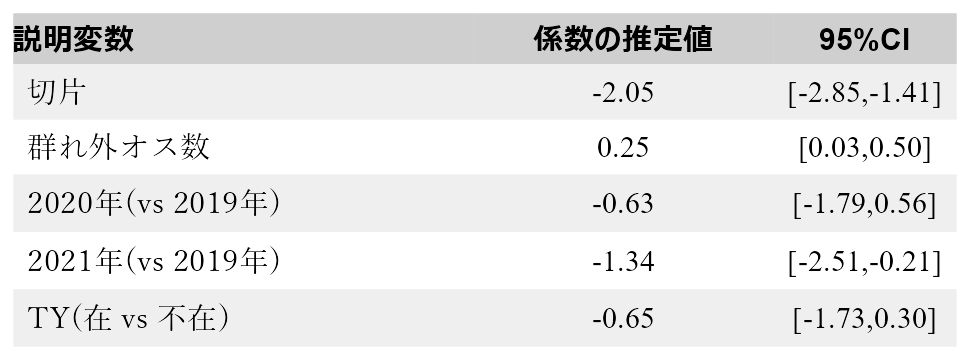 説明変数 係数の推定値 95%CI
切片 -2.05 [-2.85,-1.41]
群れ外オス数 0.25 [0.03,0.50]
2020年(vs 2019年) -0.63 [-1.79,0.56]
2021年(vs 2019年) -1.34 [-2.51,-0.21]
TY(在 vs 不在) -0.65 [-1.73,0.30]